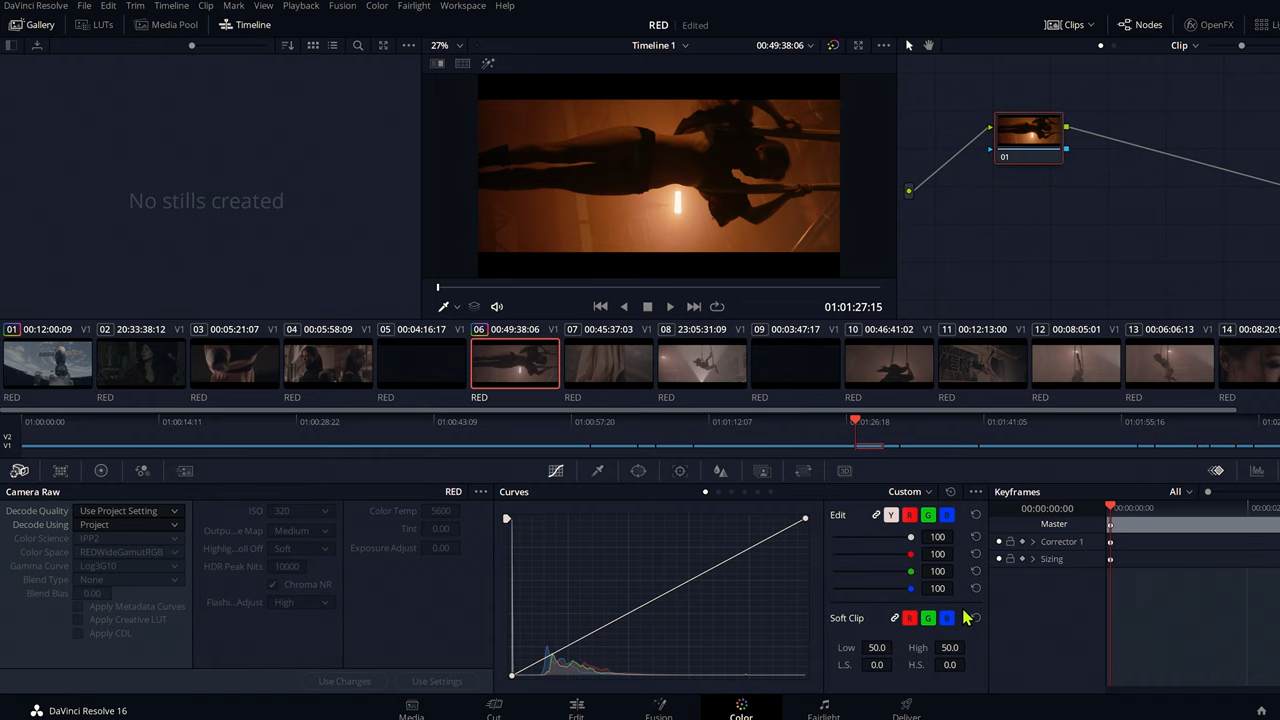 DaVinci Resolve File Edit Trim Timeline Clip Mark View Playback Fusion Color Fairlight Workspace Help
Gallery LUTs Media Pool Timeline RED Edited Clips Nodes OpenFX
27% Timeline 1 00:49:38:06 Clip
No stills created
01
01:01:27:15
01 00:12:00:09 V1 02 20:33:38:12 V1 03 00:05:21:07 V1 04 00:05:58:09 V1 05 00:04:16:17 V1 06 00:49:38:06 V1 07 00:45:37:03 V1 08 23:05:31:09 V1 09 00:03:47:17 V1 10 00:46:41:02 V1 11 00:12:13:00 V1 12 00:08:05:01 V1 13 V1 14
RED RED RED RED RED RED RED RED RED RED RED RED RED RED
01:00:00:00 01:00:14:11 01:00:28:22 01:00:43:09 01:00:57:20 01:01:12:07 01:01:26:18 01:01:41:05 01:01:55:16
V2
V1
Camera Raw RED Curves Custom Keyframes All
Decode Quality Use Project Setting ISO 320 Color Temp 5600
Decode Using Project Tint 0.00
Color Science IPP2 Outpu...e Map Medium Exposure Adjust 0.00
Color Space REDWideGamutRGB Highlig...oll Off Soft
Gamma Curve Log3G10 HDR Peak Nits 10000
Blend Type None Chroma NR
Blend Bias 0.00 Flashi...Adjust High
Apply Metadata Curves
Apply Creative LUT
Apply CDL
Use Changes Use Settings
Edit Y R G B
100
100
100
100
Soft Clip R G B
Low 50.0 High 50.0
L.S. 0.0 H.S. 0.0
00:00:00:00 00:00:00:00
Master
Corrector 1
Sizing
DaVinci Resolve 16 Media Cut Edit Fusion Color Fairlight Deliver